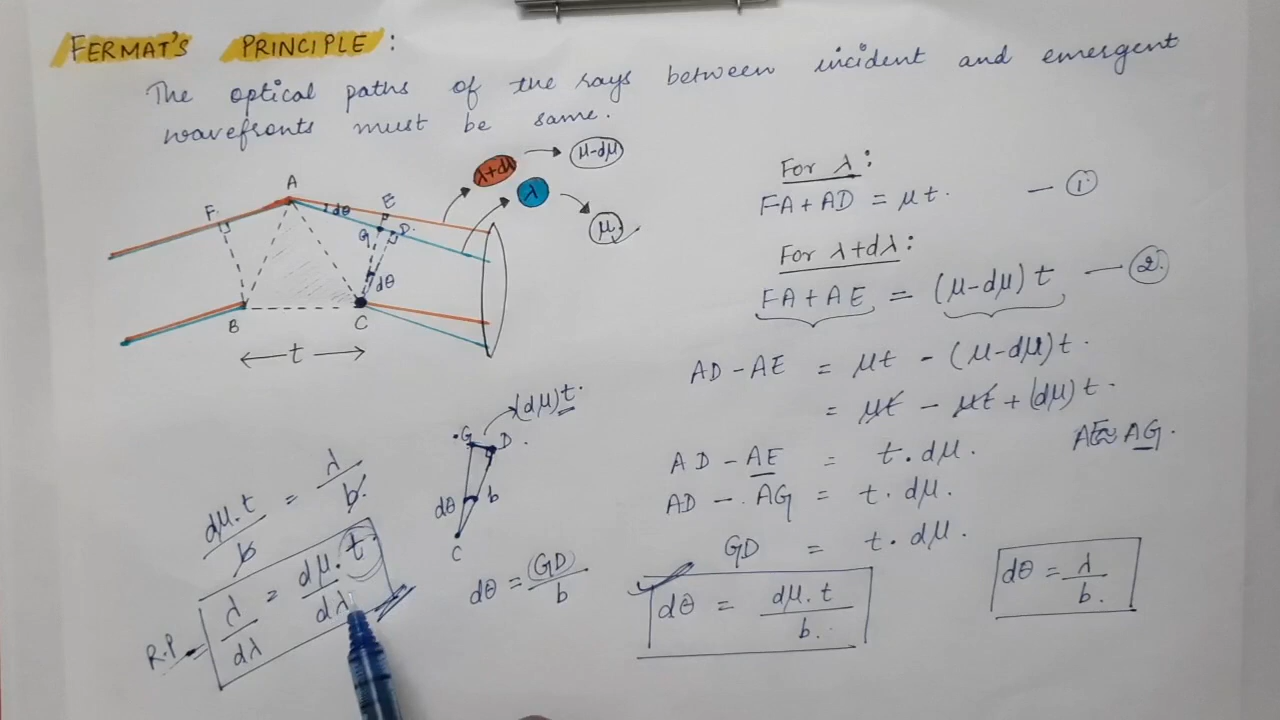 FERMAT'S PRINCIPLE :
The optical paths of the rays between incident and emergent
wavefronts must be same.
λ+dλ → μ-dμ
λ
μ
A
F
dθ
E
G
D
dθ
B
C
t
For λ :
FA + AD = μt. — ①
For λ+dλ :
FA + AE = (μ-dμ) t — ②
AD - AE = μt - (μ-dμ)t.
= μt - μt + (dμ)t.
AD - AE = t.dμ. AE≈AG.
AD - AG = t.dμ.
GD = t.dμ.
dθ = dμ.t / b.
dθ = λ / b.
(dμ)t.
G D
dθ b
C
dθ = (GD) / b
dμ.t / b = λ / b.
R.P → λ / dλ = dμ / dλ . t